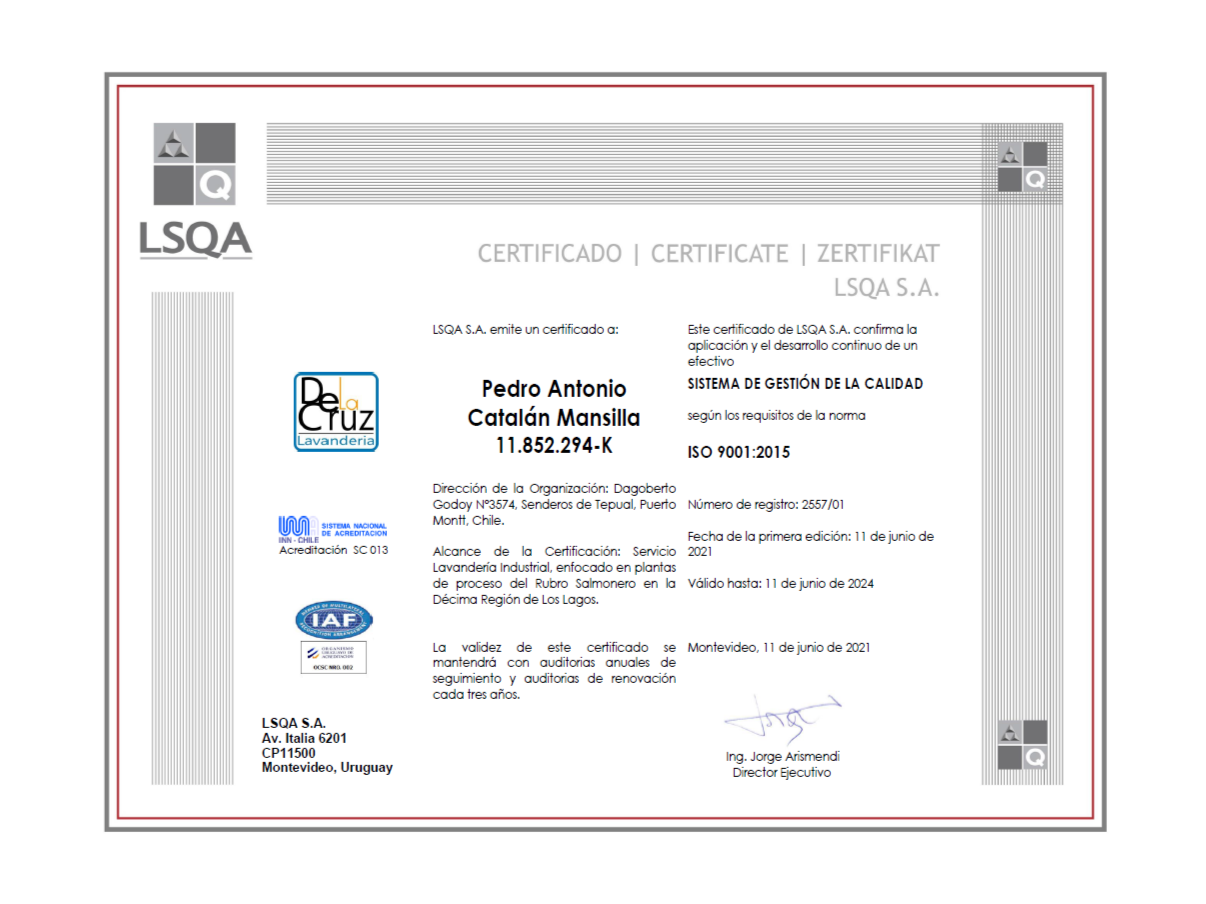 LSQA
Q
Q
CERTIFICADO | CERTIFICATE | ZERTIFIKAT
LSQA S.A.
De la
Cruz
Lavandería
INN - CHILE
SISTEMA NACIONAL
DE ACREDITACION
Acreditación SC 013
IAF
OCSC NRO. 002
LSQA S.A.
Av. Italia 6201
CP11500
Montevideo, Uruguay
LSQA S.A. emite un certificado a:
Pedro Antonio
Catalán Mansilla
11.852.294-K
Dirección de la Organización: Dagoberto
Godoy N°3574, Senderos de Tepual, Puerto
Montt, Chile.
Alcance de la Certificación: Servicio
Lavandería Industrial, enfocado en plantas
de proceso del Rubro Salmonero en la
Décima Región de Los Lagos.
La validez de este certificado se
mantendrá con auditorias anuales de
seguimiento y auditorias de renovación
cada tres años.
Este certificado de LSQA S.A. confirma la
aplicación y el desarrollo continuo de un
efectivo
SISTEMA DE GESTIÓN DE LA CALIDAD
según los requisitos de la norma
ISO 9001:2015
Número de registro: 2557/01
Fecha de la primera edición: 11 de junio de
2021
Válido hasta: 11 de junio de 2024
Montevideo, 11 de junio de 2021
Ing. Jorge Arismendi
Director Ejecutivo
Q